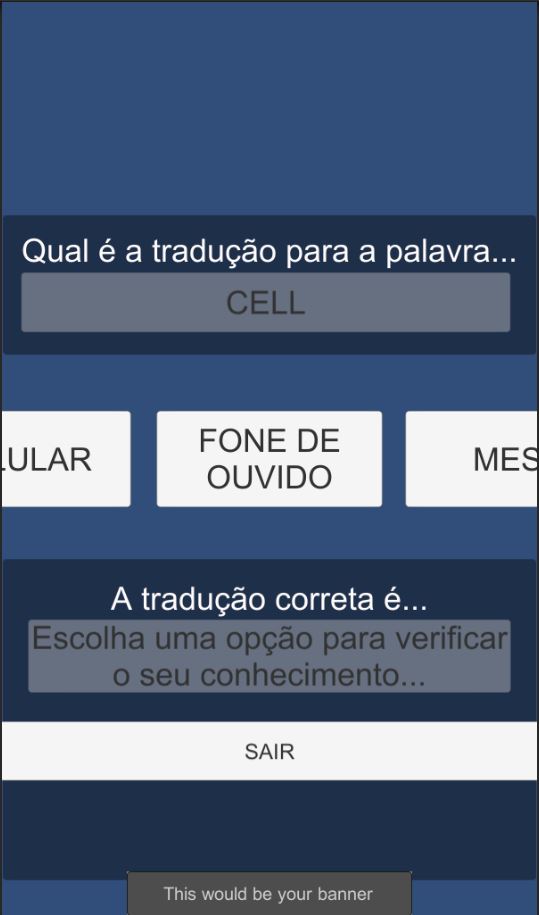 Qual é a tradução para a palavra...
CELL
LULAR
FONE DE
OUVIDO
MES
A tradução correta é...
Escolha uma opção para verificar
o seu conhecimento...
SAIR
This would be your banner